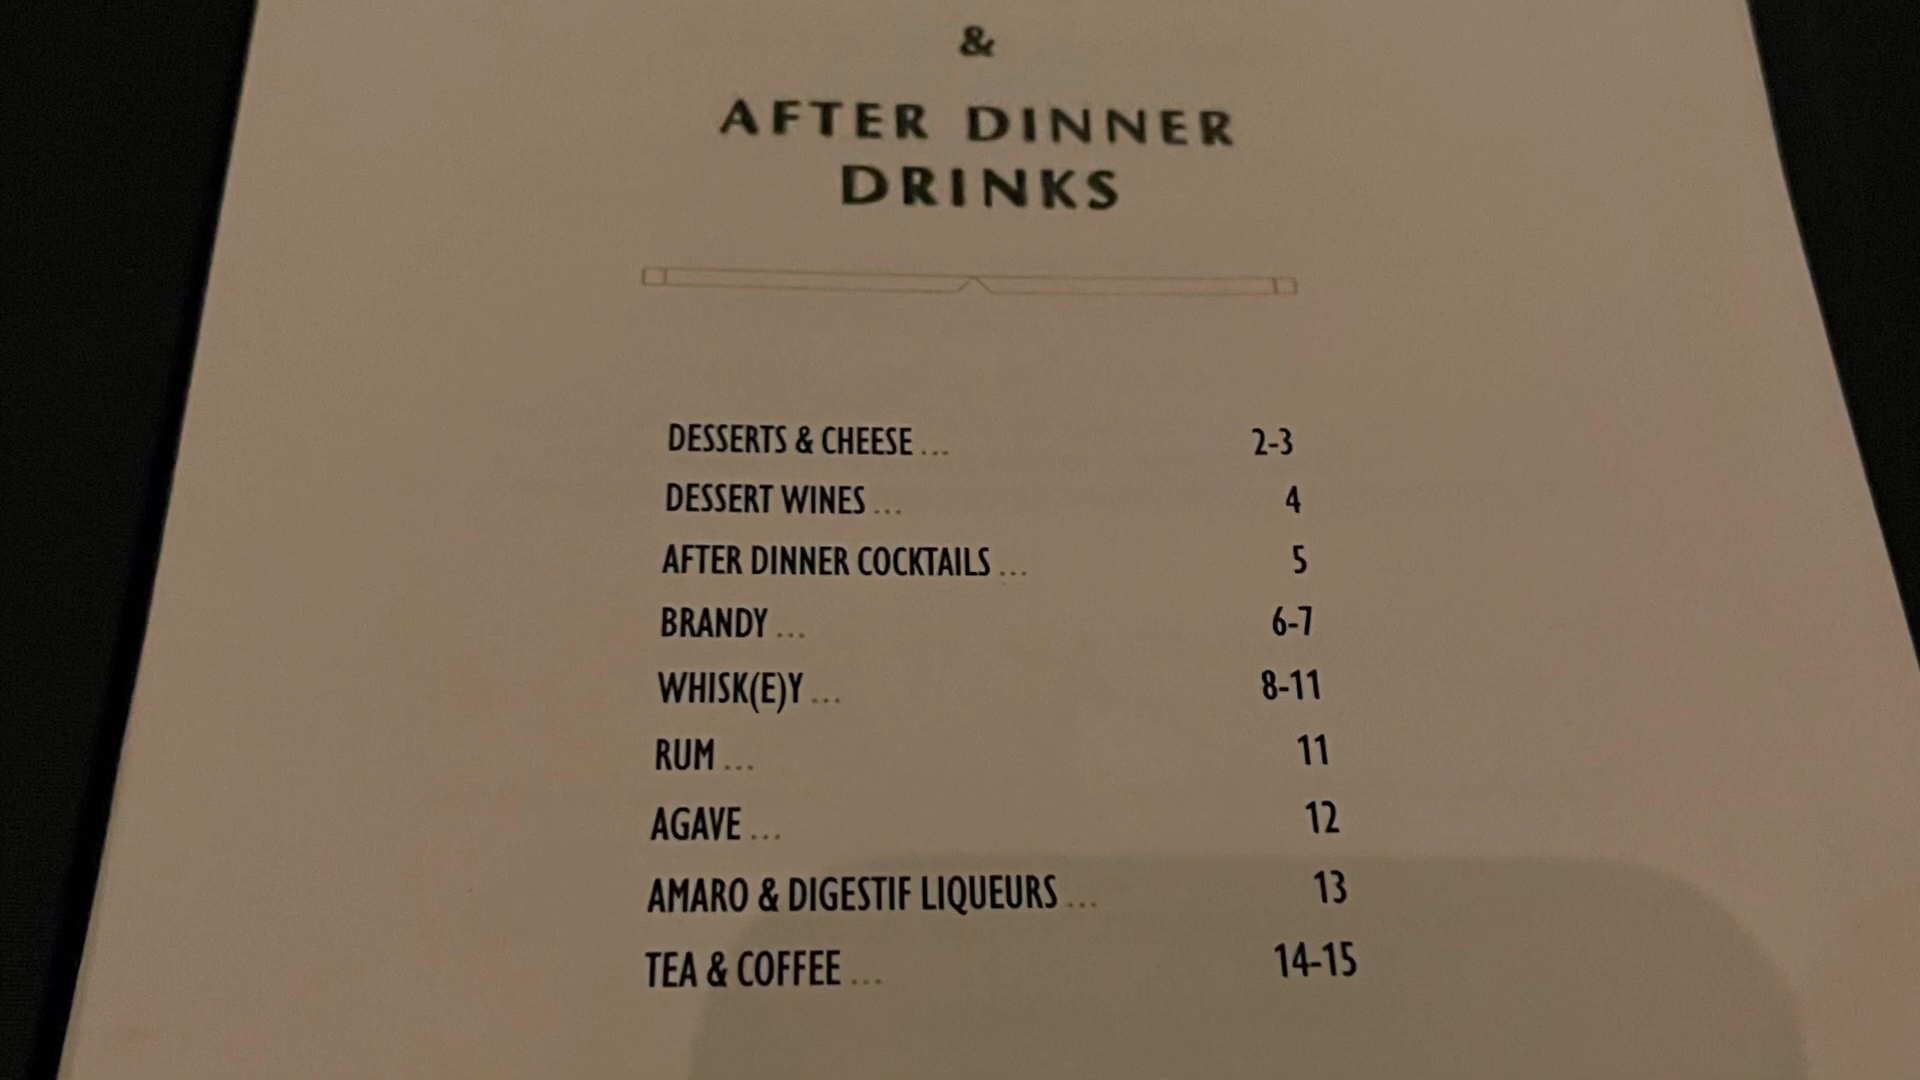 &
AFTER DINNER
DRINKS
DESSERTS & CHEESE ... 2-3
DESSERT WINES ... 4
AFTER DINNER COCKTAILS ... 5
BRANDY ... 6-7
WHISK(E)Y ... 8-11
RUM ... 11
AGAVE ... 12
AMARO & DIGESTIF LIQUEURS ... 13
TEA & COFFEE ... 14-15